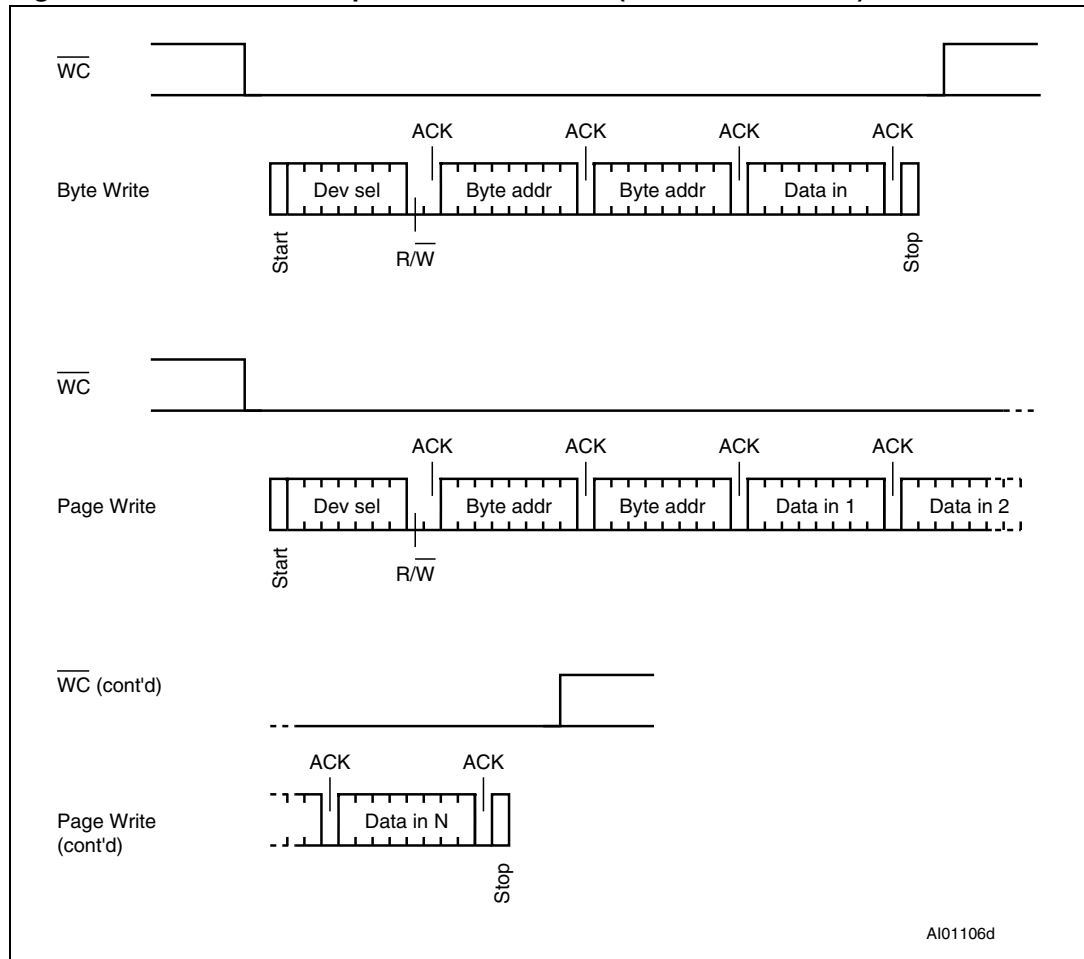 WC
ACK ACK ACK ACK
Byte Write
Dev sel Byte addr Byte addr Data in
Start
R/W
Stop
WC
ACK ACK ACK ACK
Page Write
Dev sel Byte addr Byte addr Data in 1 Data in 2
Start
R/W
WC (cont'd)
ACK ACK
Page Write
(cont'd)
Data in N
Stop
AI01106d